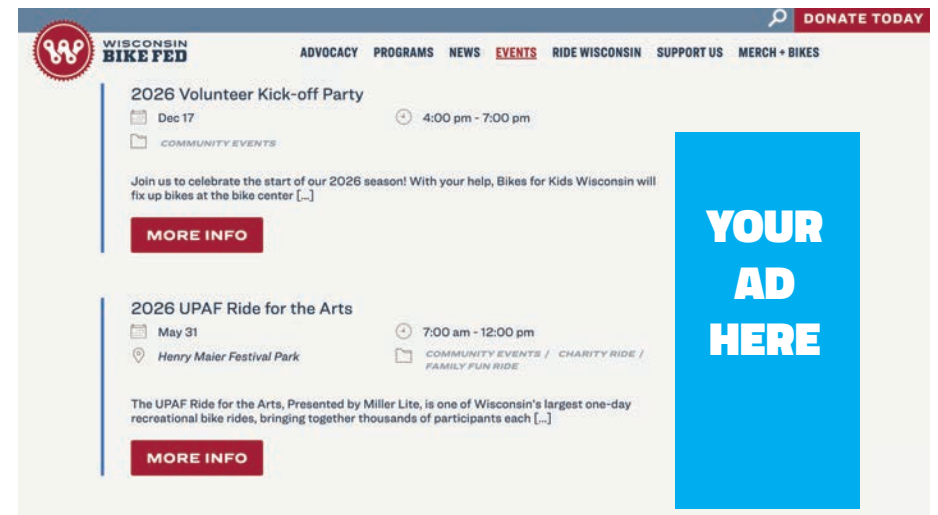 DONATE TODAY
WISCONSIN
BIKE FED
ADVOCACY PROGRAMS NEWS EVENTS RIDE WISCONSIN SUPPORT US MERCH + BIKES
2026 Volunteer Kick-off Party
Dec 17
4:00 pm - 7:00 pm
COMMUNITY EVENTS
Join us to celebrate the start of our 2026 season! With your help, Bikes for Kids Wisconsin will
fix up bikes at the bike center [...]
MORE INFO
2026 UPAF Ride for the Arts
May 31
7:00 am - 12:00 pm
Henry Maier Festival Park
COMMUNITY EVENTS / CHARITY RIDE /
FAMILY FUN RIDE
The UPAF Ride for the Arts, Presented by Miller Lite, is one of Wisconsin's largest one-day
recreational bike rides, bringing together thousands of participants each [...]
MORE INFO
YOUR
AD
HERE